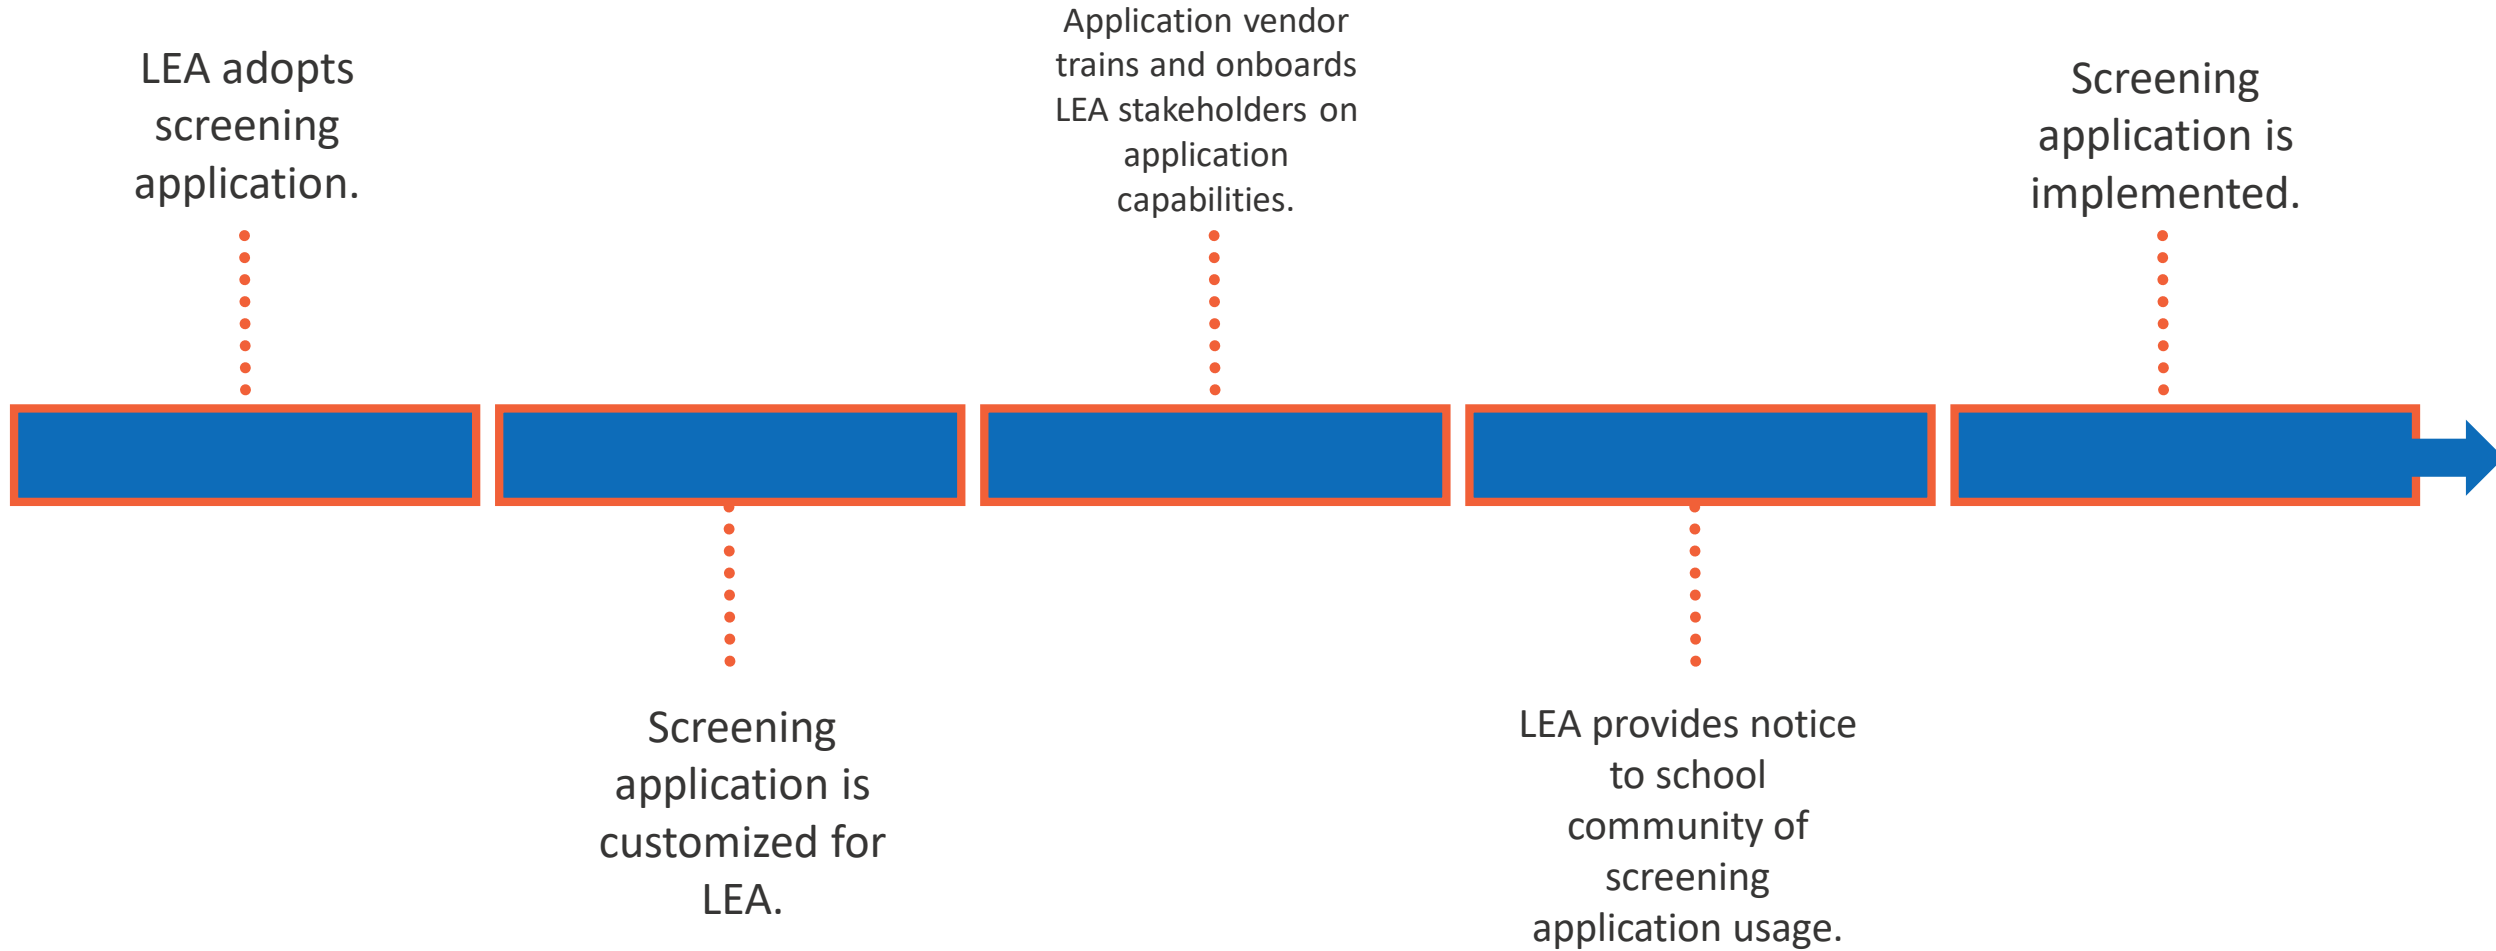 LEA adopts
screening
application.
Screening
application is
customized for
LEA.
Application vendor
trains and onboards
LEA stakeholders on
application
capabilities.
LEA provides notice
to school
community of
screening
application usage.
Screening
application is
implemented.